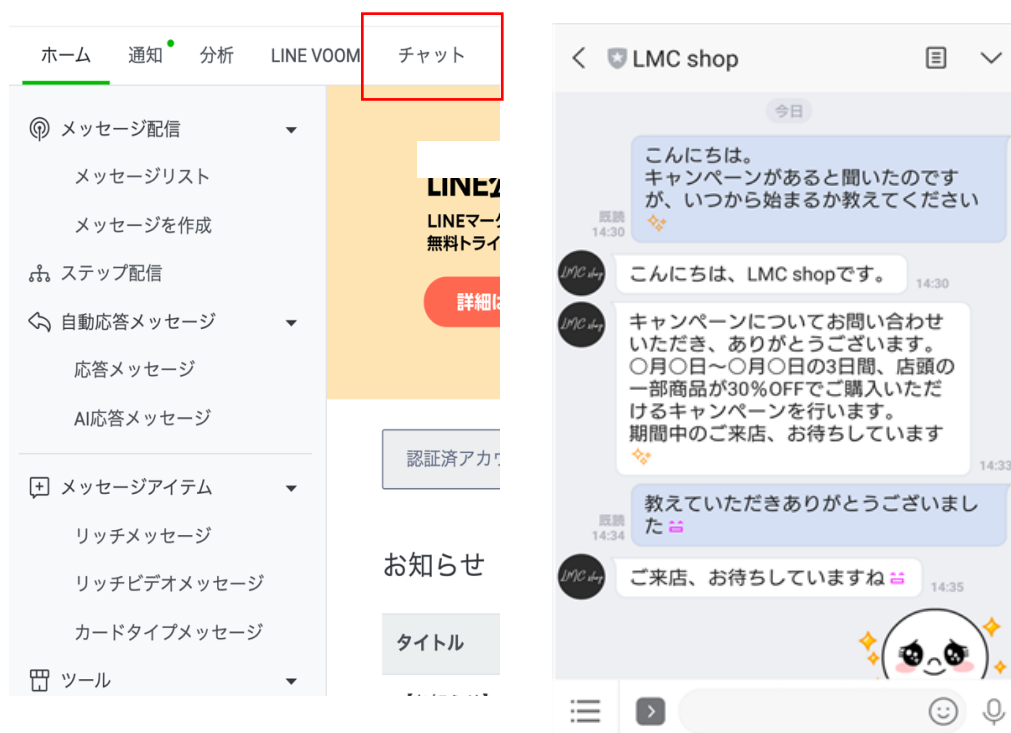 ホーム 通知 分析 LINE VOOM チャット
メッセージ配信
メッセージリスト
メッセージを作成
ステップ配信
自動応答メッセージ
応答メッセージ
AI応答メッセージ
メッセージアイテム
リッチメッセージ
リッチビデオメッセージ
カードタイプメッセージ
ツール
LINE公
LINEマーケ
無料トライ
詳細は
認証済アカウ
お知らせ
タイトル
LMC shop
今日
こんにちは。
キャンペーンがあると聞いたのです
が、いつから始まるか教えてください
✨
既読
14:30
LMC shop
こんにちは、LMC shopです。
14:30
LMC shop
キャンペーンについてお問い合わせ
いただき、ありがとうございます。
〇月〇日～〇月〇日の3日間、店頭の
一部商品が30%OFFでご購入いただ
けるキャンペーンを行います。
期間中のご来店、お待ちしています
✨
14:33
教えていただきありがとうございまし
た
既読
14:34
LMC shop
ご来店、お待ちしていますね
14:35